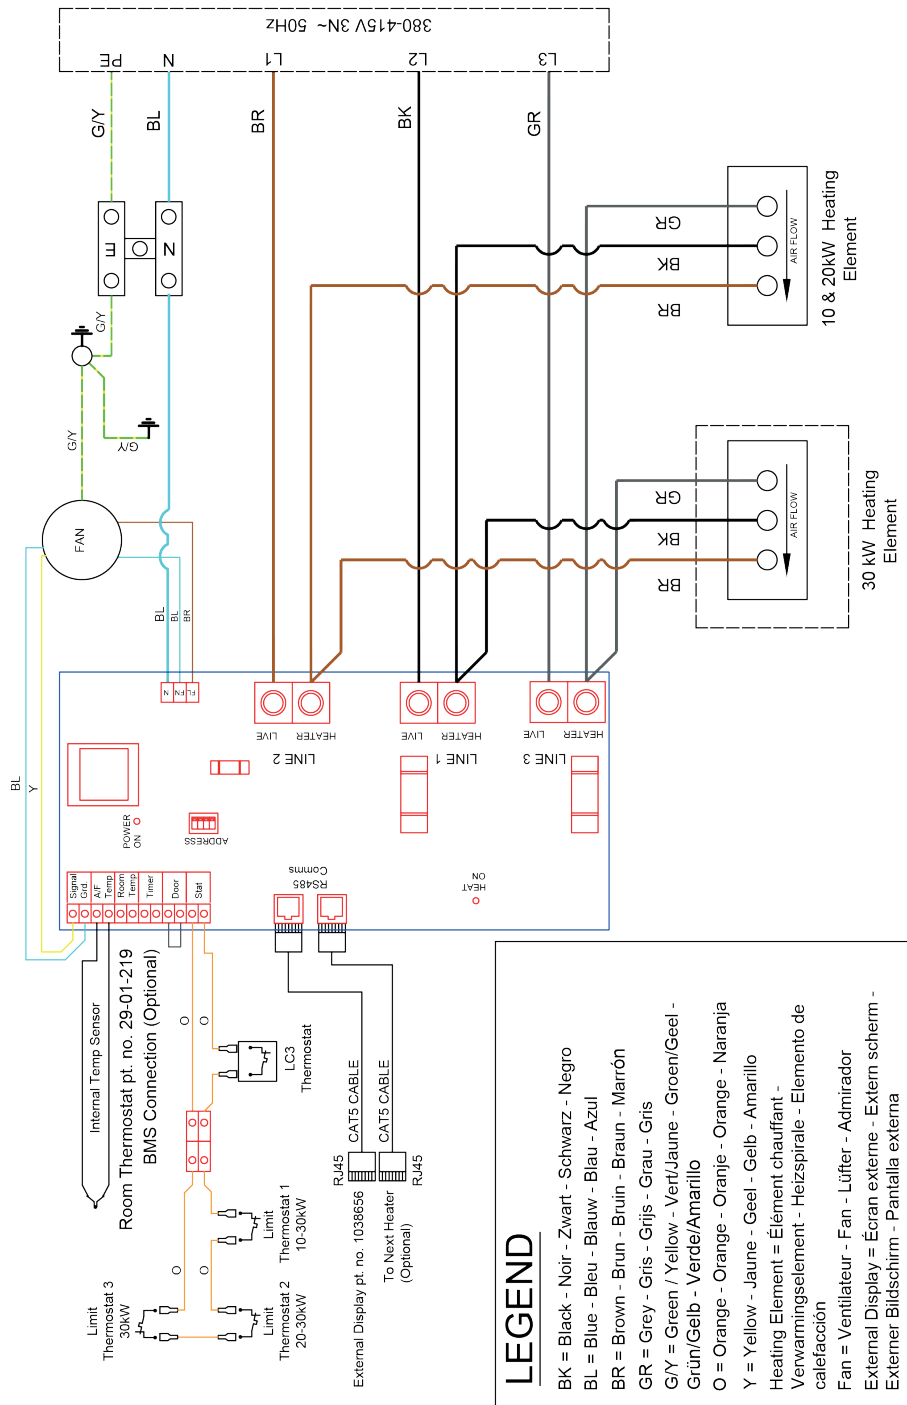 380-415V 3N~ 50Hz
PE
N
L1
L2
L3
G/Y
BL
BR
BK
GR
E
N
G/Y
G/Y
G/Y
FAN
BL
BL
BR
GR
BK
BR
AIR FLOW
10 & 20kW Heating
Element
GR
BK
BR
AIR FLOW
30 kW Heating
Element
BL
Y
N
FN
FL
LIVE
HEATER
LINE 2
LIVE
HEATER
LINE 1
LIVE
HEATER
LINE 3
POWER
ON
ADDRESS
Signal
Grd.
A/F
Temp
Room
Temp
Timer
Door
Stat
RS485
Comms
HEAT
ON
Internal Temp Sensor
Room Thermostat pt. no. 29-01-219
BMS Connection (Optional)
O
O
LC3
Thermostat
CAT5 CABLE
CAT5 CABLE
RJ45
RJ45
External Display pt. no. 1038656
To Next Heater
(Optional)
Limit
Thermostat 1
10-30kW
O
O
Limit
Thermostat 2
20-30kW
Limit
Thermostat 3
30kW
LEGEND
BK = Black - Noir - Zwart - Schwarz - Negro
BL = Blue - Bleu - Blauw - Blau - Azul
BR = Brown - Brun - Bruin - Braun - Marrón
GR = Grey - Gris - Grijs - Grau - Gris
G/Y = Green / Yellow - Vert/Jaune - Groen/Geel -
Grün/Gelb - Verde/Amarillo
O = Orange - Orange - Oranje - Orange - Naranja
Y = Yellow - Jaune - Geel - Gelb - Amarillo
Heating Element = Élément chauffant -
Verwarmingselement - Heizspirale - Elemento de
calefacción
Fan = Ventilateur - Fan - Lüfter - Admirador
External Display = Écran externe - Extern scherm -
Externer Bildschirm - Pantalla externa